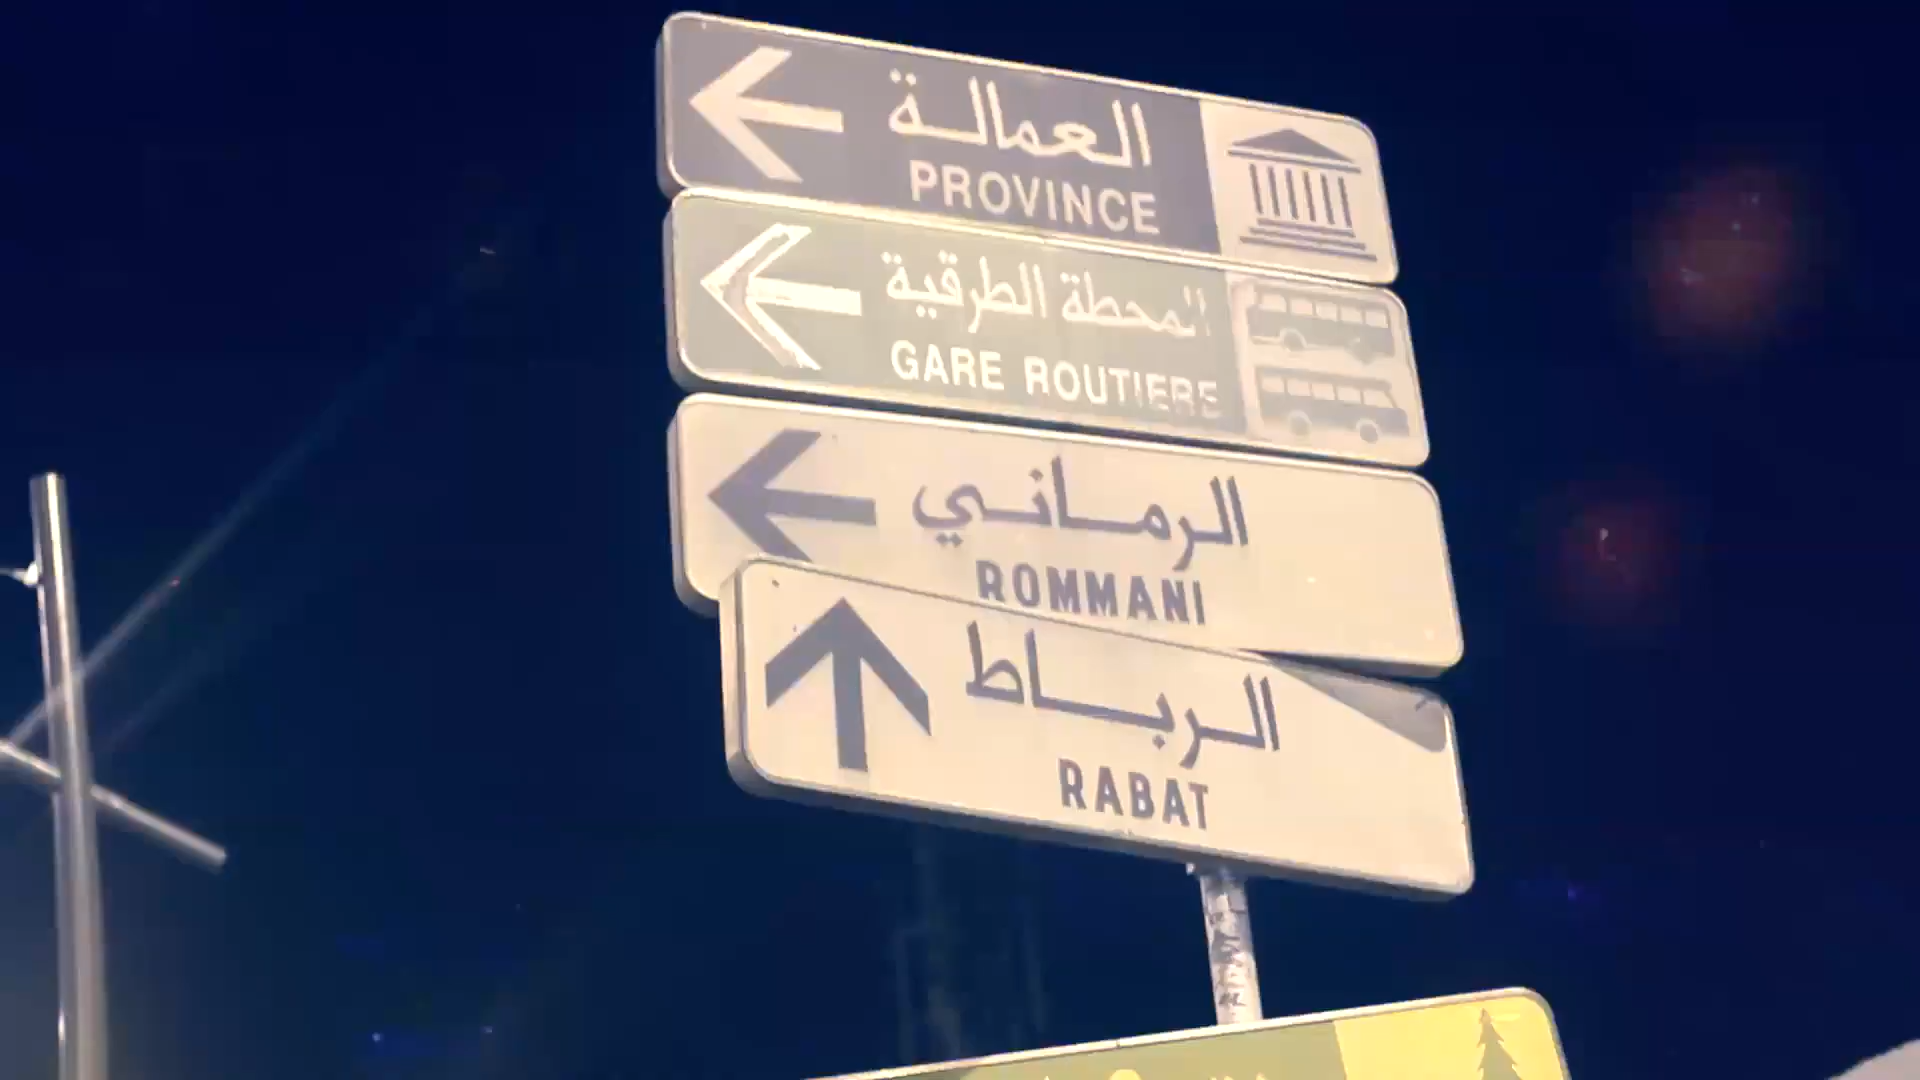 العمالة
PROVINCE
المحطة الطرقية
GARE ROUTIERE
الرماني
ROMMANI
الرباط
RABAT